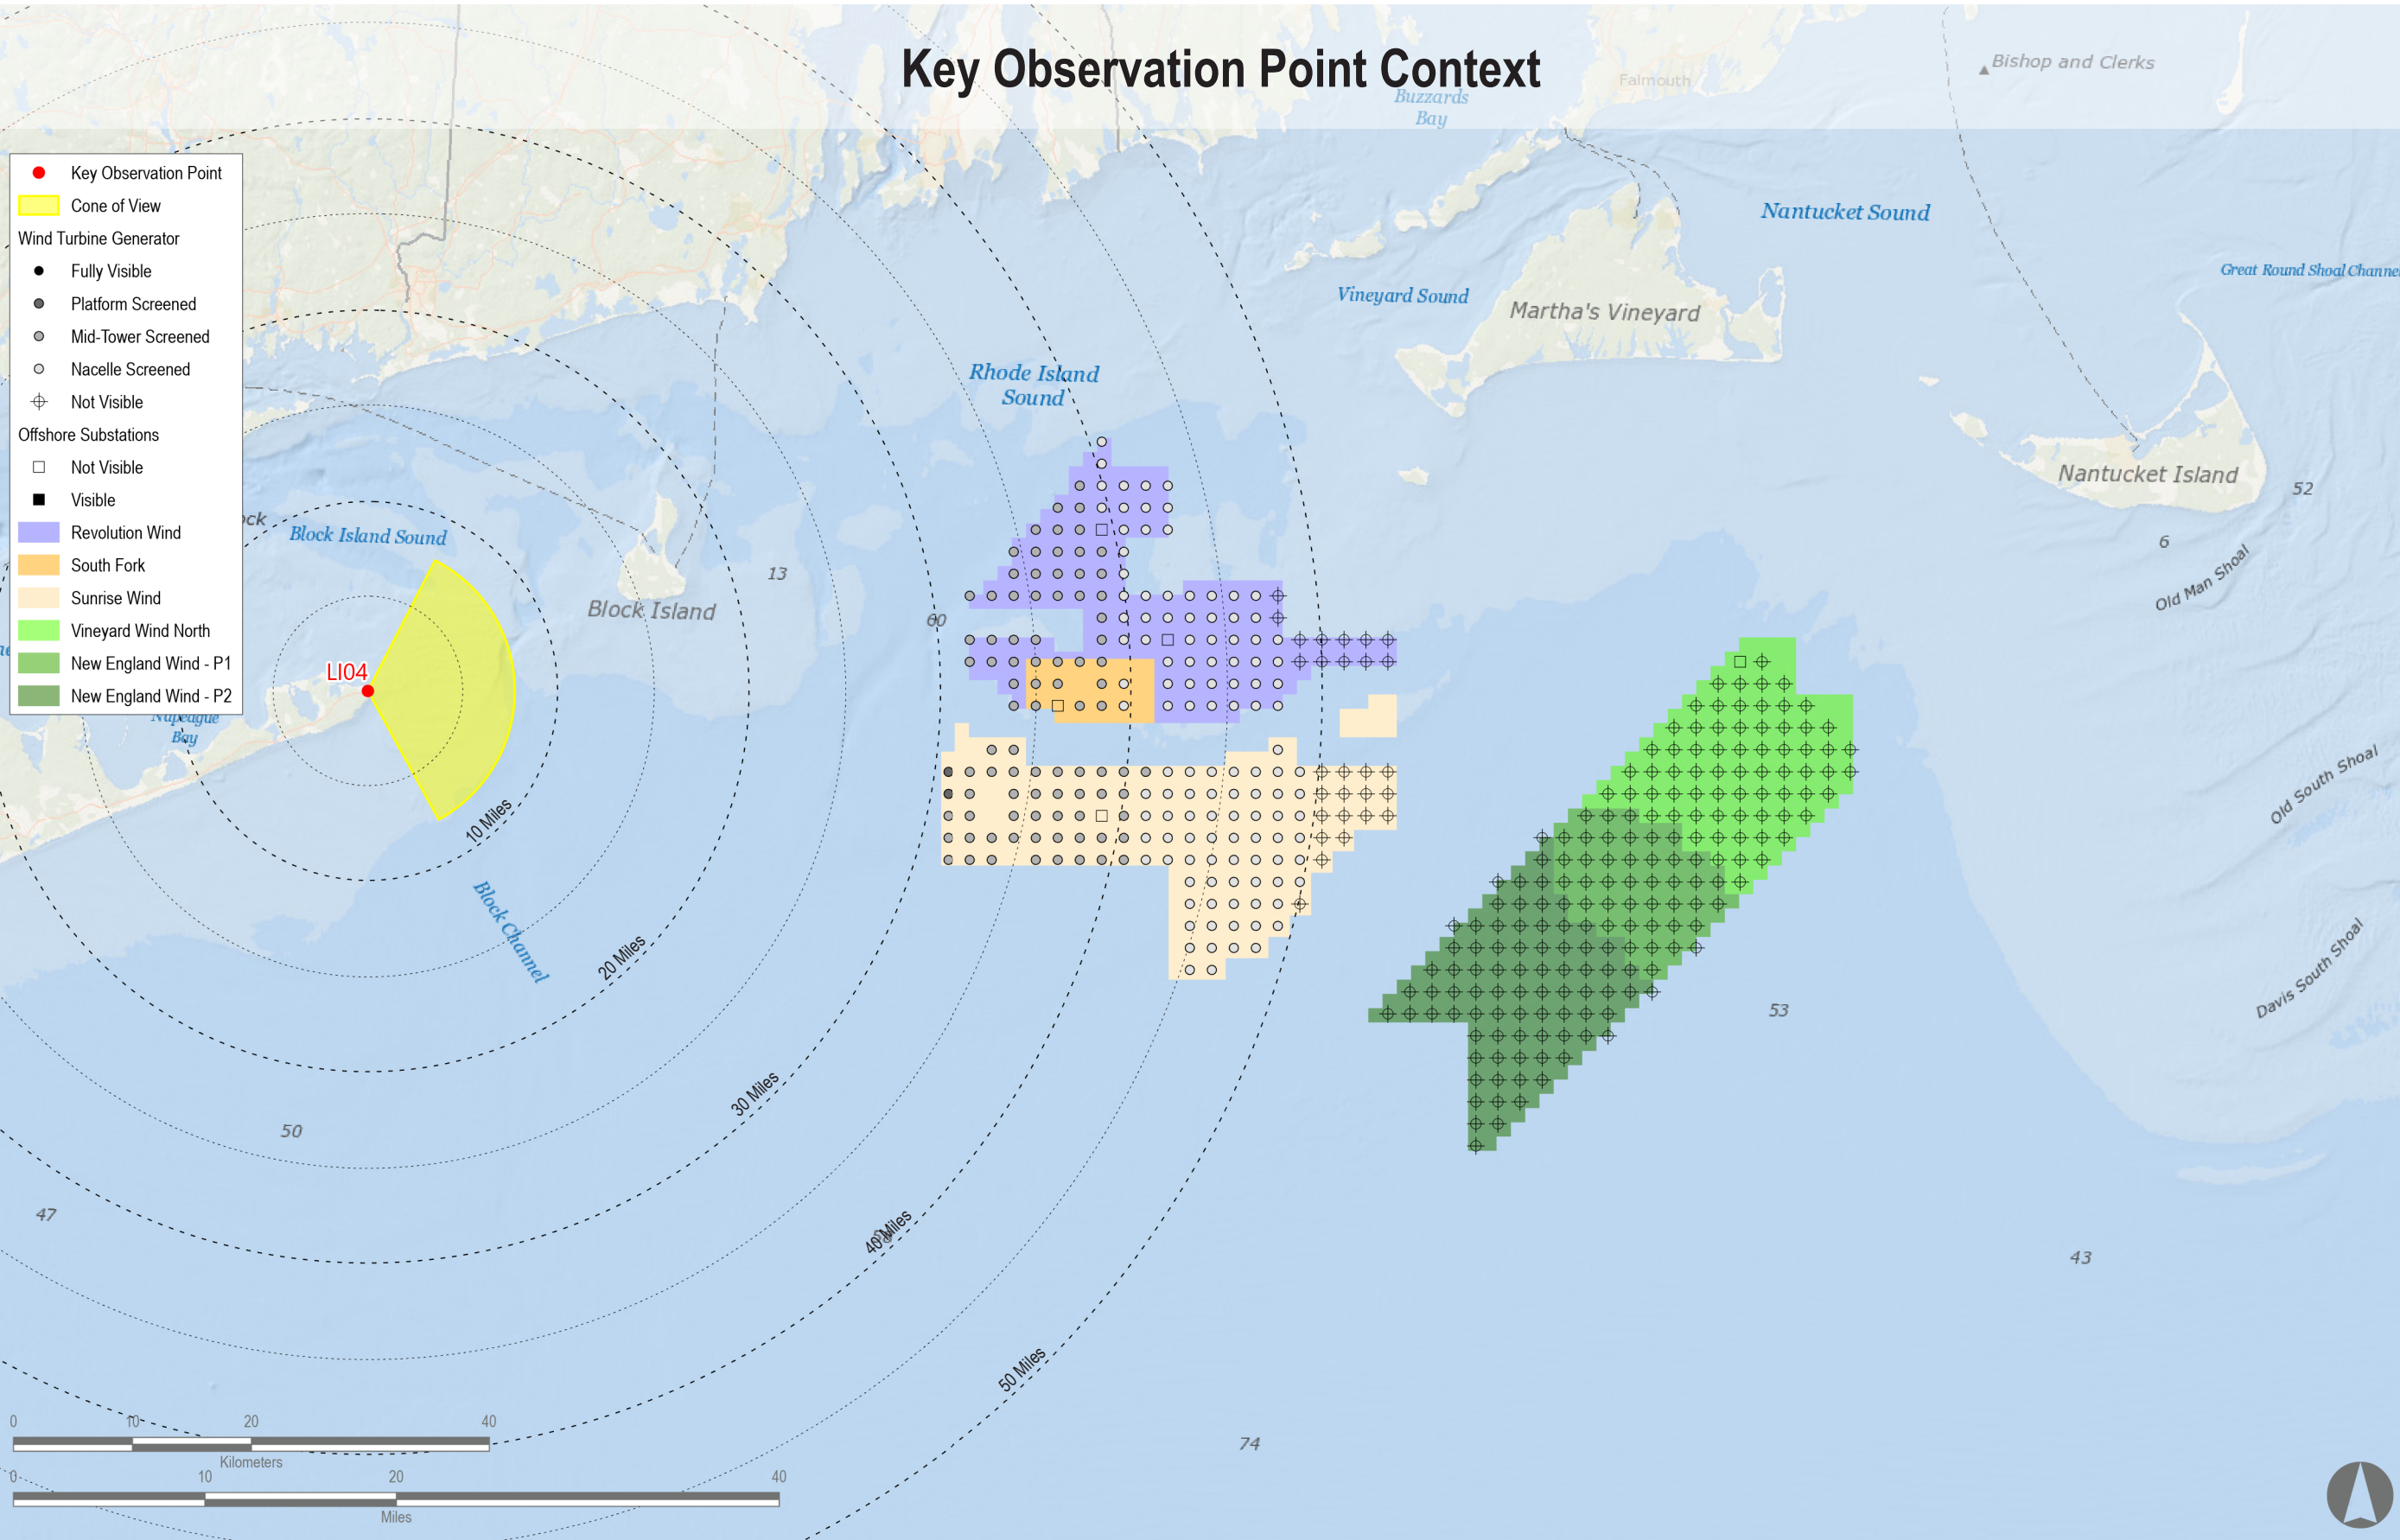 Key Observation Point Context
Bishop and Clerks
Falmouth
Buzzards
Bay
Nantucket Sound
Great Round Shoal Channel
Vineyard Sound
Martha's Vineyard
Rhode Island
Sound
Nantucket Island
52
6
Old Man Shoal
Old South Shoal
Davis South Shoal
Key Observation Point
Cone of View
Wind Turbine Generator
Fully Visible
Platform Screened
Mid-Tower Screened
Nacelle Screened
Not Visible
Offshore Substations
Not Visible
Visible
Revolution Wind
South Fork
Sunrise Wind
Vineyard Wind North
New England Wind - P1
New England Wind - P2
ock
Block Island Sound
13
Block Island
60
LI04
Napeague
Bay
10 Miles
Block Channel
20 Miles
30 Miles
40 Miles
50 Miles
50
47
53
43
74
0 10 20 40
Kilometers
0 10 20 40
Miles